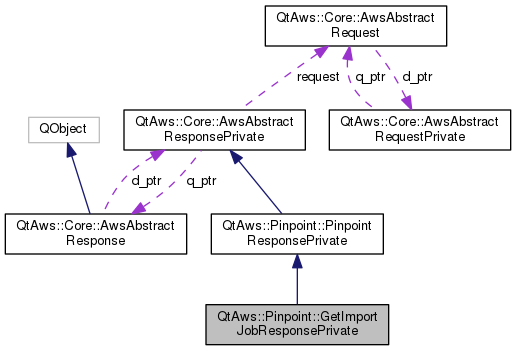 QtAws::Core::AwsAbstract
Request
request
q_ptr
d_ptr
QObject
QtAws::Core::AwsAbstract
ResponsePrivate
QtAws::Core::AwsAbstract
RequestPrivate
d_ptr
q_ptr
QtAws::Core::AwsAbstract
Response
QtAws::Pinpoint::Pinpoint
ResponsePrivate
QtAws::Pinpoint::GetImport
JobResponsePrivate